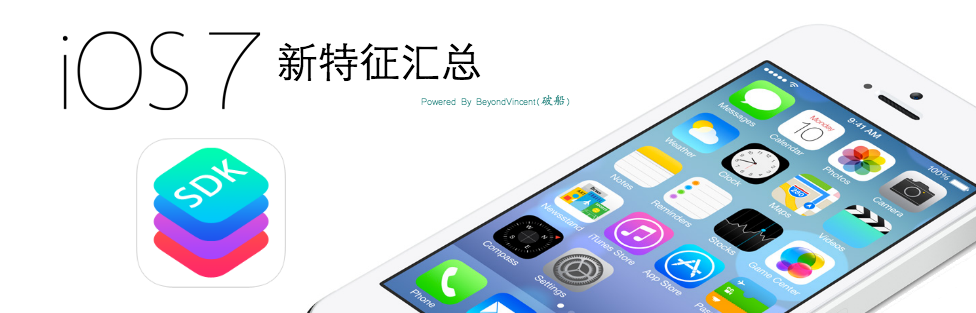 iOS 7 新特征汇总
Powered By BeyondVincent(破船)
SDK
9:41 AM
100%
Messages
Monday
10
Calendar
Photos
Camera
Weather
Clock
Maps
280
Videos
Notes
Reminders
Stocks
Game Center
Newsstand
iTunes Store
App Store
Pas
Compass
Settings
Phone